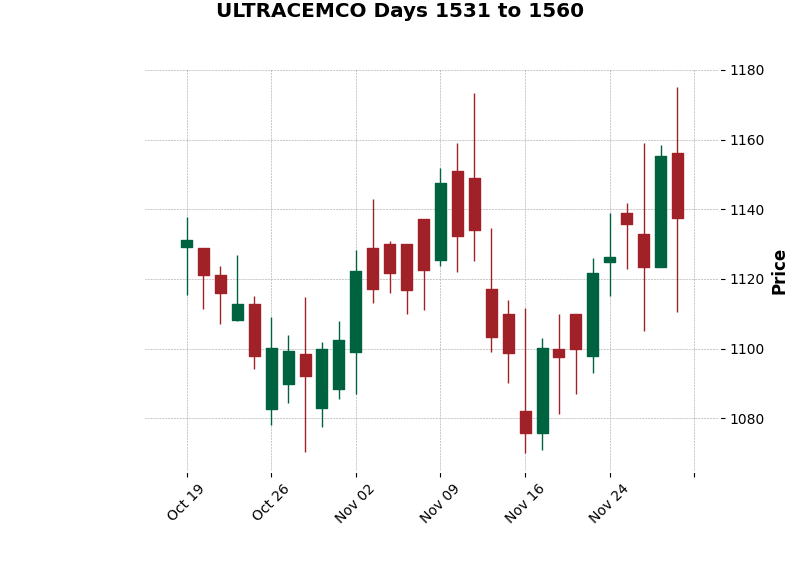 ULTRACEMCO Days 1531 to 1560
1180
1160
1140
1120
1100
1080
Price
Oct 19
Oct 26
Nov 02
Nov 09
Nov 16
Nov 24